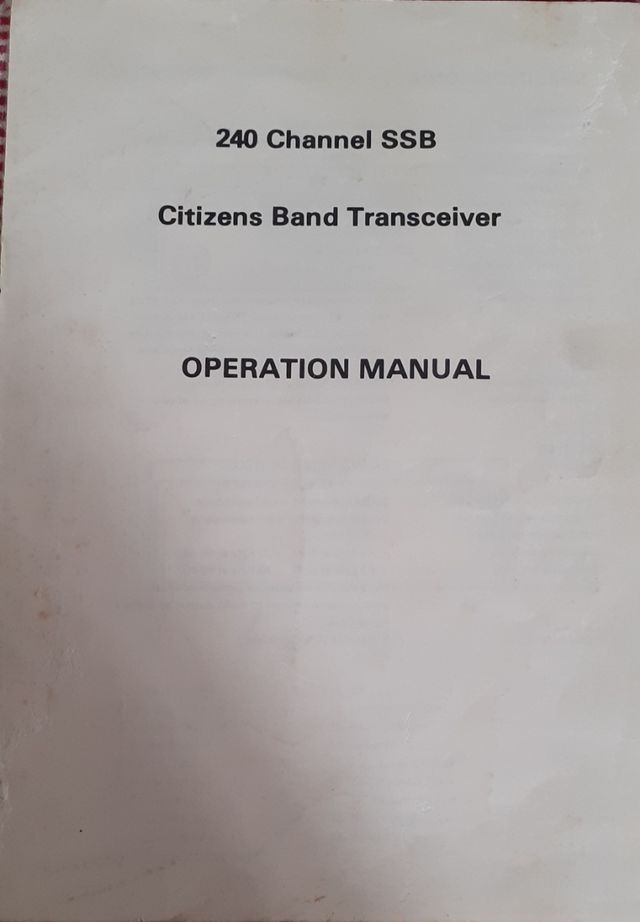 240 Channel SSB
Citizens Band Transceiver
OPERATION MANUAL